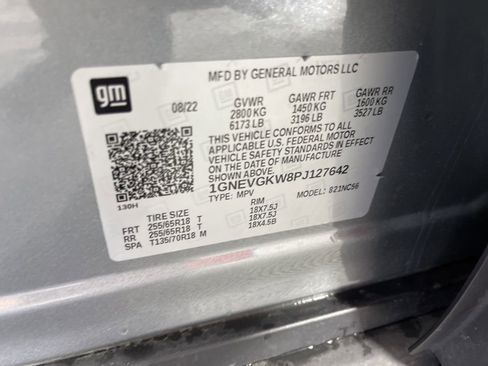 MFD BY GENERAL MOTORS LLC
gm
08/22 GVWR GAWR FRT GAWR RR
2800 KG 1450 KG 1600 KG
6173 LB 3196 LB 3527 LB
THIS VEHICLE CONFORMS TO ALL
APPLICABLE U.S. FEDERAL MOTOR
VEHICLE SAFETY STANDARDS IN EFFECT
ON THE DATE OF MANUFACTURE SHOWN ABOVE.
1GNEVGKW8PJ127642
130H
TYPE: MPV MODEL: 821NC56
TIRE SIZE RIM
FRT 255/65R18 T 18X7.5J
RR 255/65R18 T 18X7.5J
SPA T135/70R18 M 18X4.5B